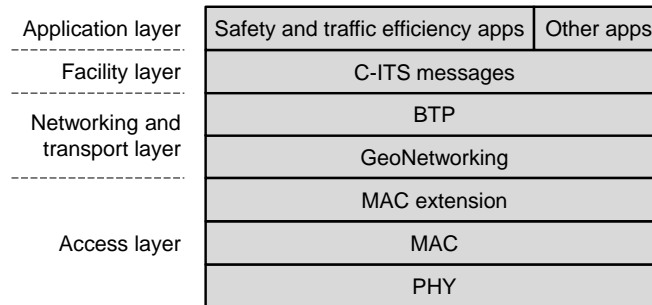 Application layer
Safety and traffic efficiency apps
Other apps
Facility layer
C-ITS messages
Networking and
transport layer
BTP
GeoNetworking
Access layer
MAC extension
MAC
PHY